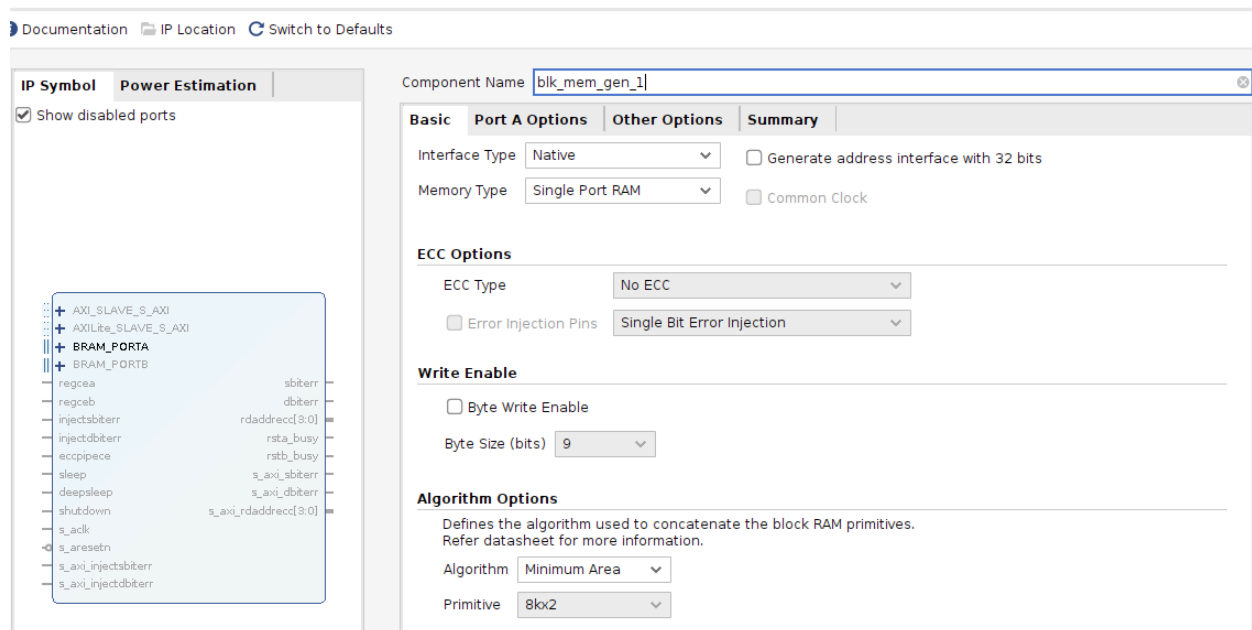 Documentation IP Location Switch to Defaults
IP Symbol Power Estimation
Show disabled ports
AXI_SLAVE_S_AXI
AXILite_SLAVE_S_AXI
BRAM_PORTA
BRAM_PORTB
regcea sbiterr
regceb dbiterr
injectsbiterr rdaddrecc[3:0]
injectdbiterr rsta_busy
eccpipece rstb_busy
sleep s_axi_sbiterr
deepsleep s_axi_dbiterr
shutdown s_axi_rdaddrecc[3:0]
s_aclk
s_aresetn
s_axi_injectsbiterr
s_axi_injectdbiterr
Component Name blk_mem_gen_1
Basic Port A Options Other Options Summary
Interface Type Native Generate address interface with 32 bits
Memory Type Single Port RAM Common Clock
ECC Options
ECC Type No ECC
Error Injection Pins Single Bit Error Injection
Write Enable
Byte Write Enable
Byte Size (bits) 9
Algorithm Options
Defines the algorithm used to concatenate the block RAM primitives.
Refer datasheet for more information.
Algorithm Minimum Area
Primitive 8kx2